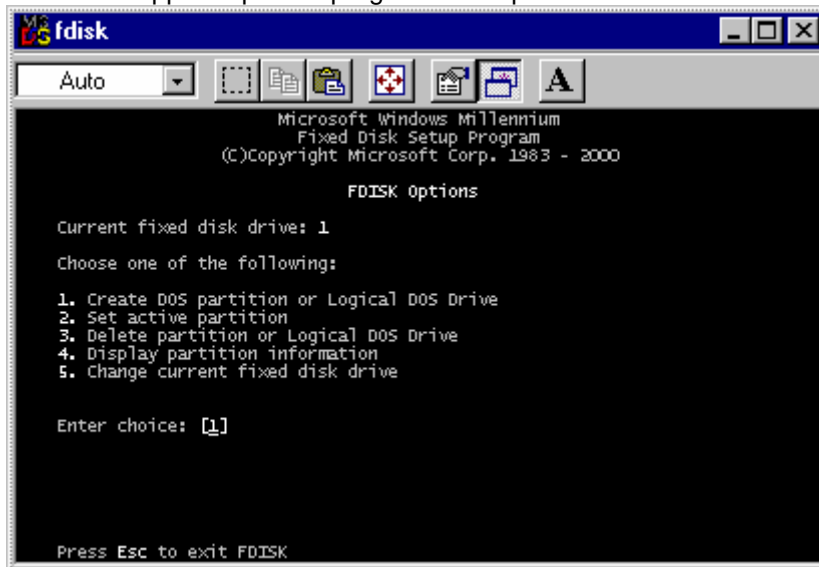 fdisk
Auto
A
Microsoft Windows Millennium
Fixed Disk Setup Program
(C)Copyright Microsoft Corp. 1983 - 2000
FDISK Options
Current fixed disk drive: 1
Choose one of the following:
1. Create DOS partition or Logical DOS Drive
2. Set active partition
3. Delete partition or Logical DOS Drive
4. Display partition information
5. Change current fixed disk drive
Enter choice: [1]
Press Esc to exit FDISK